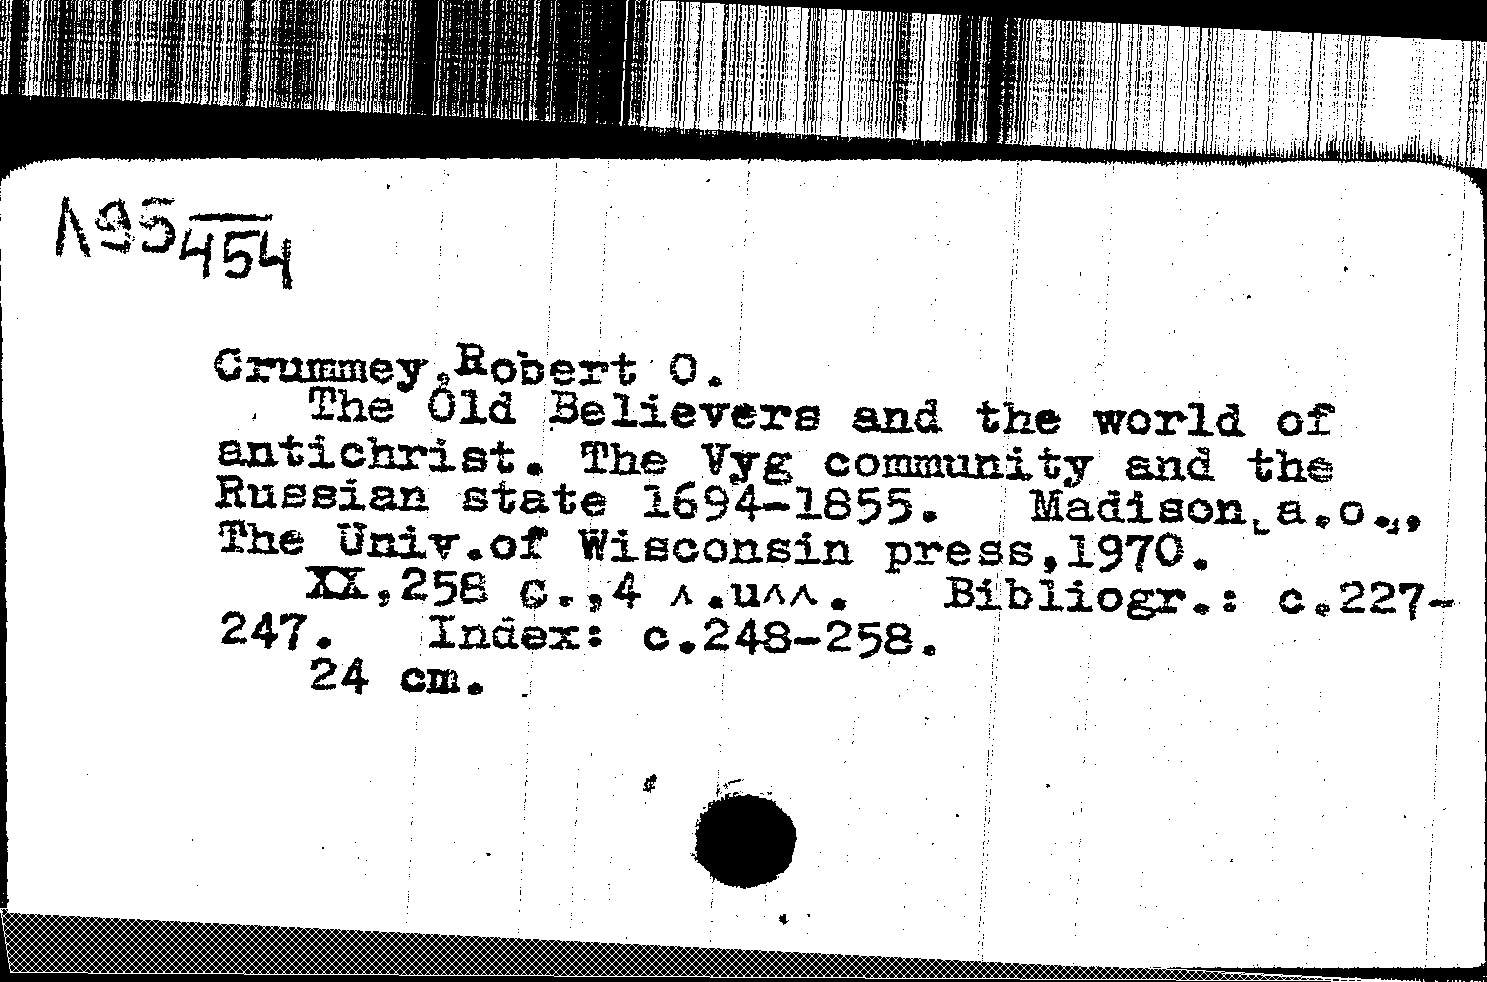 Λ95 454
Crummey,Robert O.
The Old Believers and the world of
antichrist. The Vyg community and the
Russian state 1694-1855. Madison,a.o.,
The Univ.of Wisconsin press,1970.
XX,258 c.,4 ʌ.uʌʌ. Bibliogr.: c.227-
247. Index: c.248-258.
24 cm.